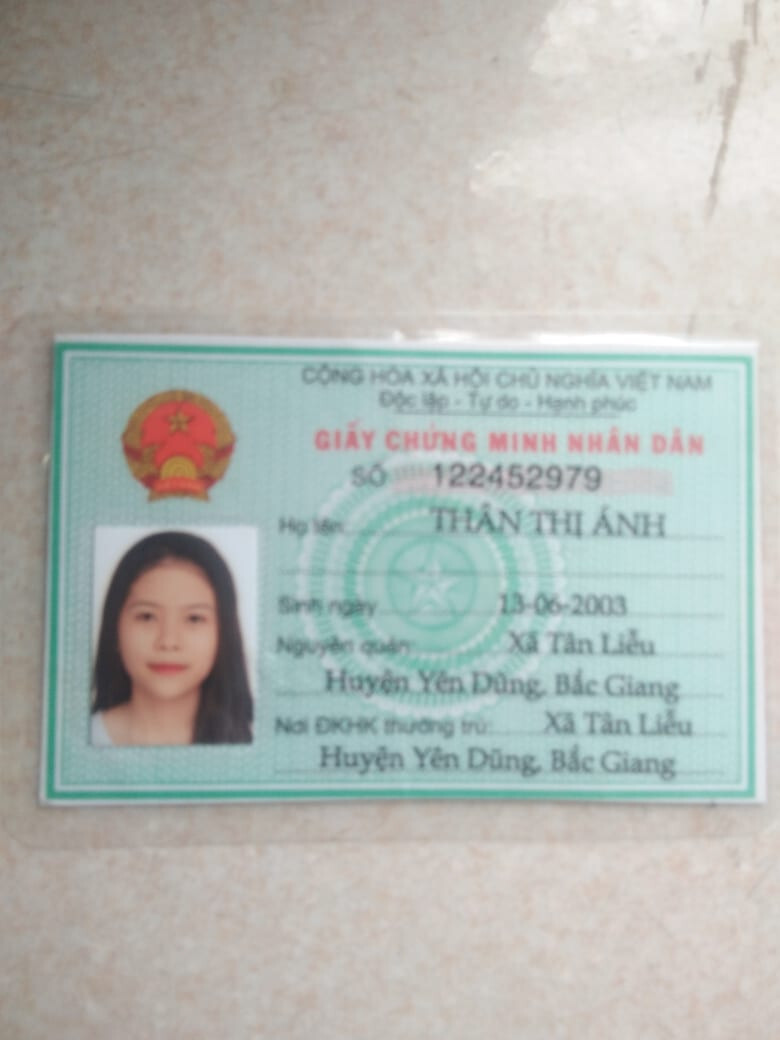 CỘNG HÒA XÃ HỘI CHỦ NGHĨA VIỆT NAM
Độc lập - Tự do - Hạnh phúc
GIẤY CHỨNG MINH NHÂN DÂN
SỐ 122452979
Họ tên: THÂN THỊ ÁNH
Sinh ngày 13-06-2003
Nguyên quán: Xã Tân Liễu
Huyện Yên Dũng, Bắc Giang
Nơi ĐKHK thường trú: Xã Tân Liễu
Huyện Yên Dũng, Bắc Giang